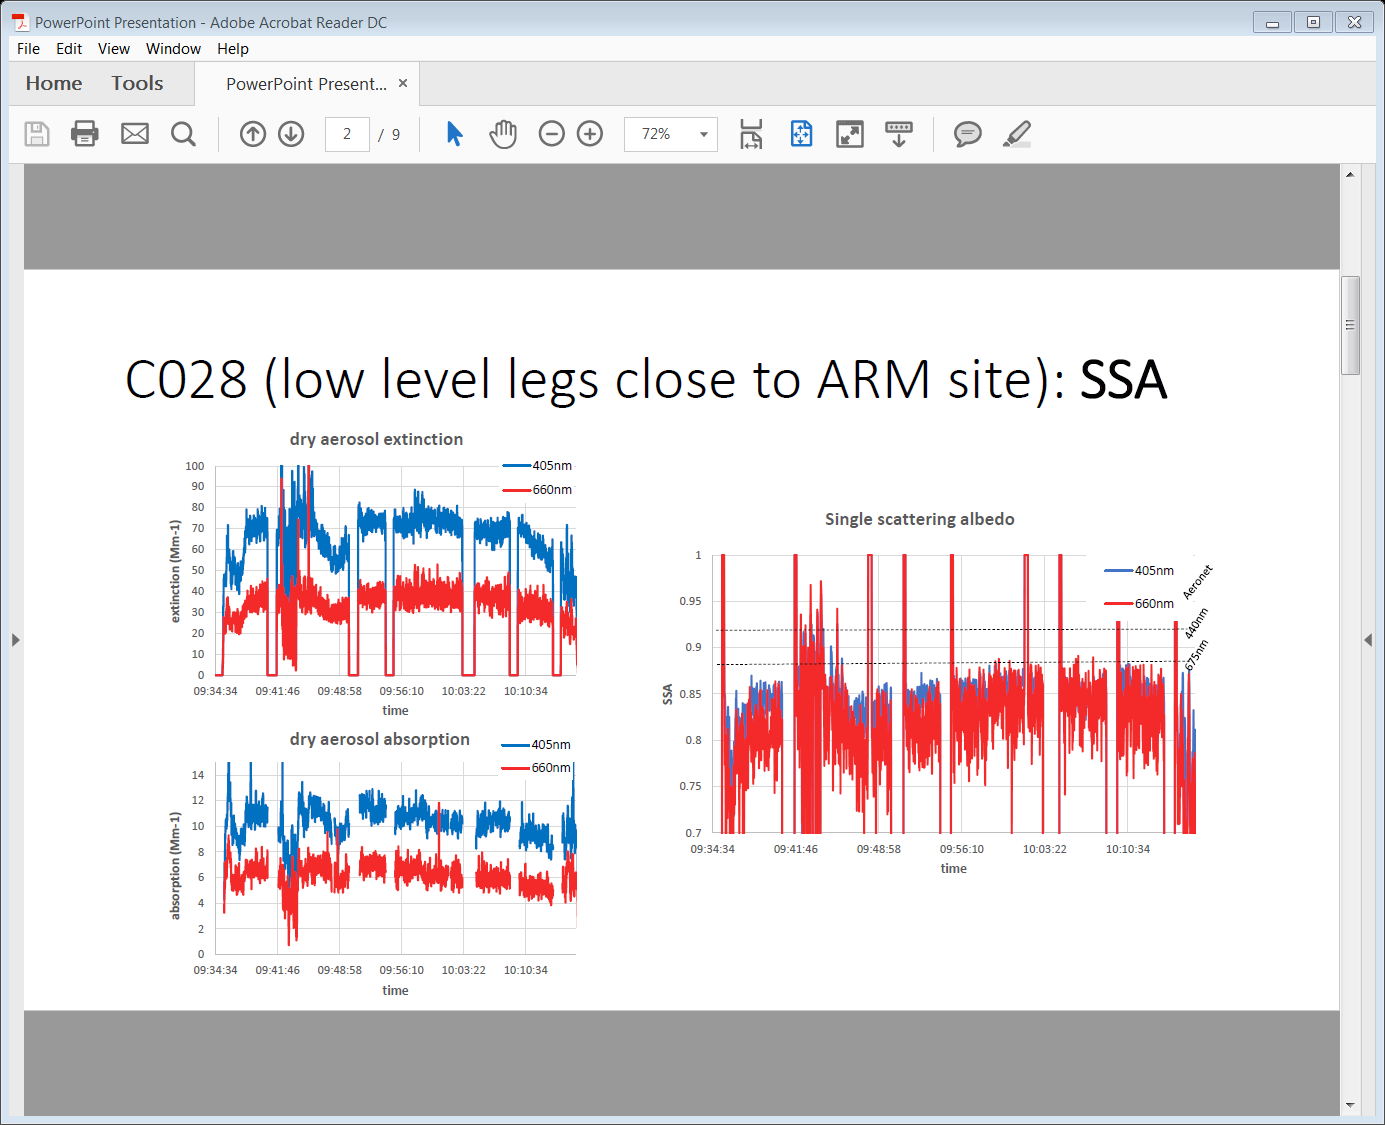 PowerPoint Presentation - Adobe Acrobat Reader DC
File Edit View Window Help
Home Tools PowerPoint Present... ×
2 / 9 72%
C028 (low level legs close to ARM site): SSA
dry aerosol extinction
405nm
660nm
extinction (Mm-1)
100
90
80
70
60
50
40
30
20
10
0
09:34:34 09:41:46 09:48:58 09:56:10 10:03:22 10:10:34
time
dry aerosol absorption
405nm
660nm
absorption (Mm-1)
14
12
10
8
6
4
2
0
09:34:34 09:41:46 09:48:58 09:56:10 10:03:22 10:10:34
time
Single scattering albedo
405nm
660nm
Aeronet
440nm
675nm
SSA
1
0.95
0.9
0.85
0.8
0.75
0.7
09:34:34 09:41:46 09:48:58 09:56:10 10:03:22 10:10:34
time